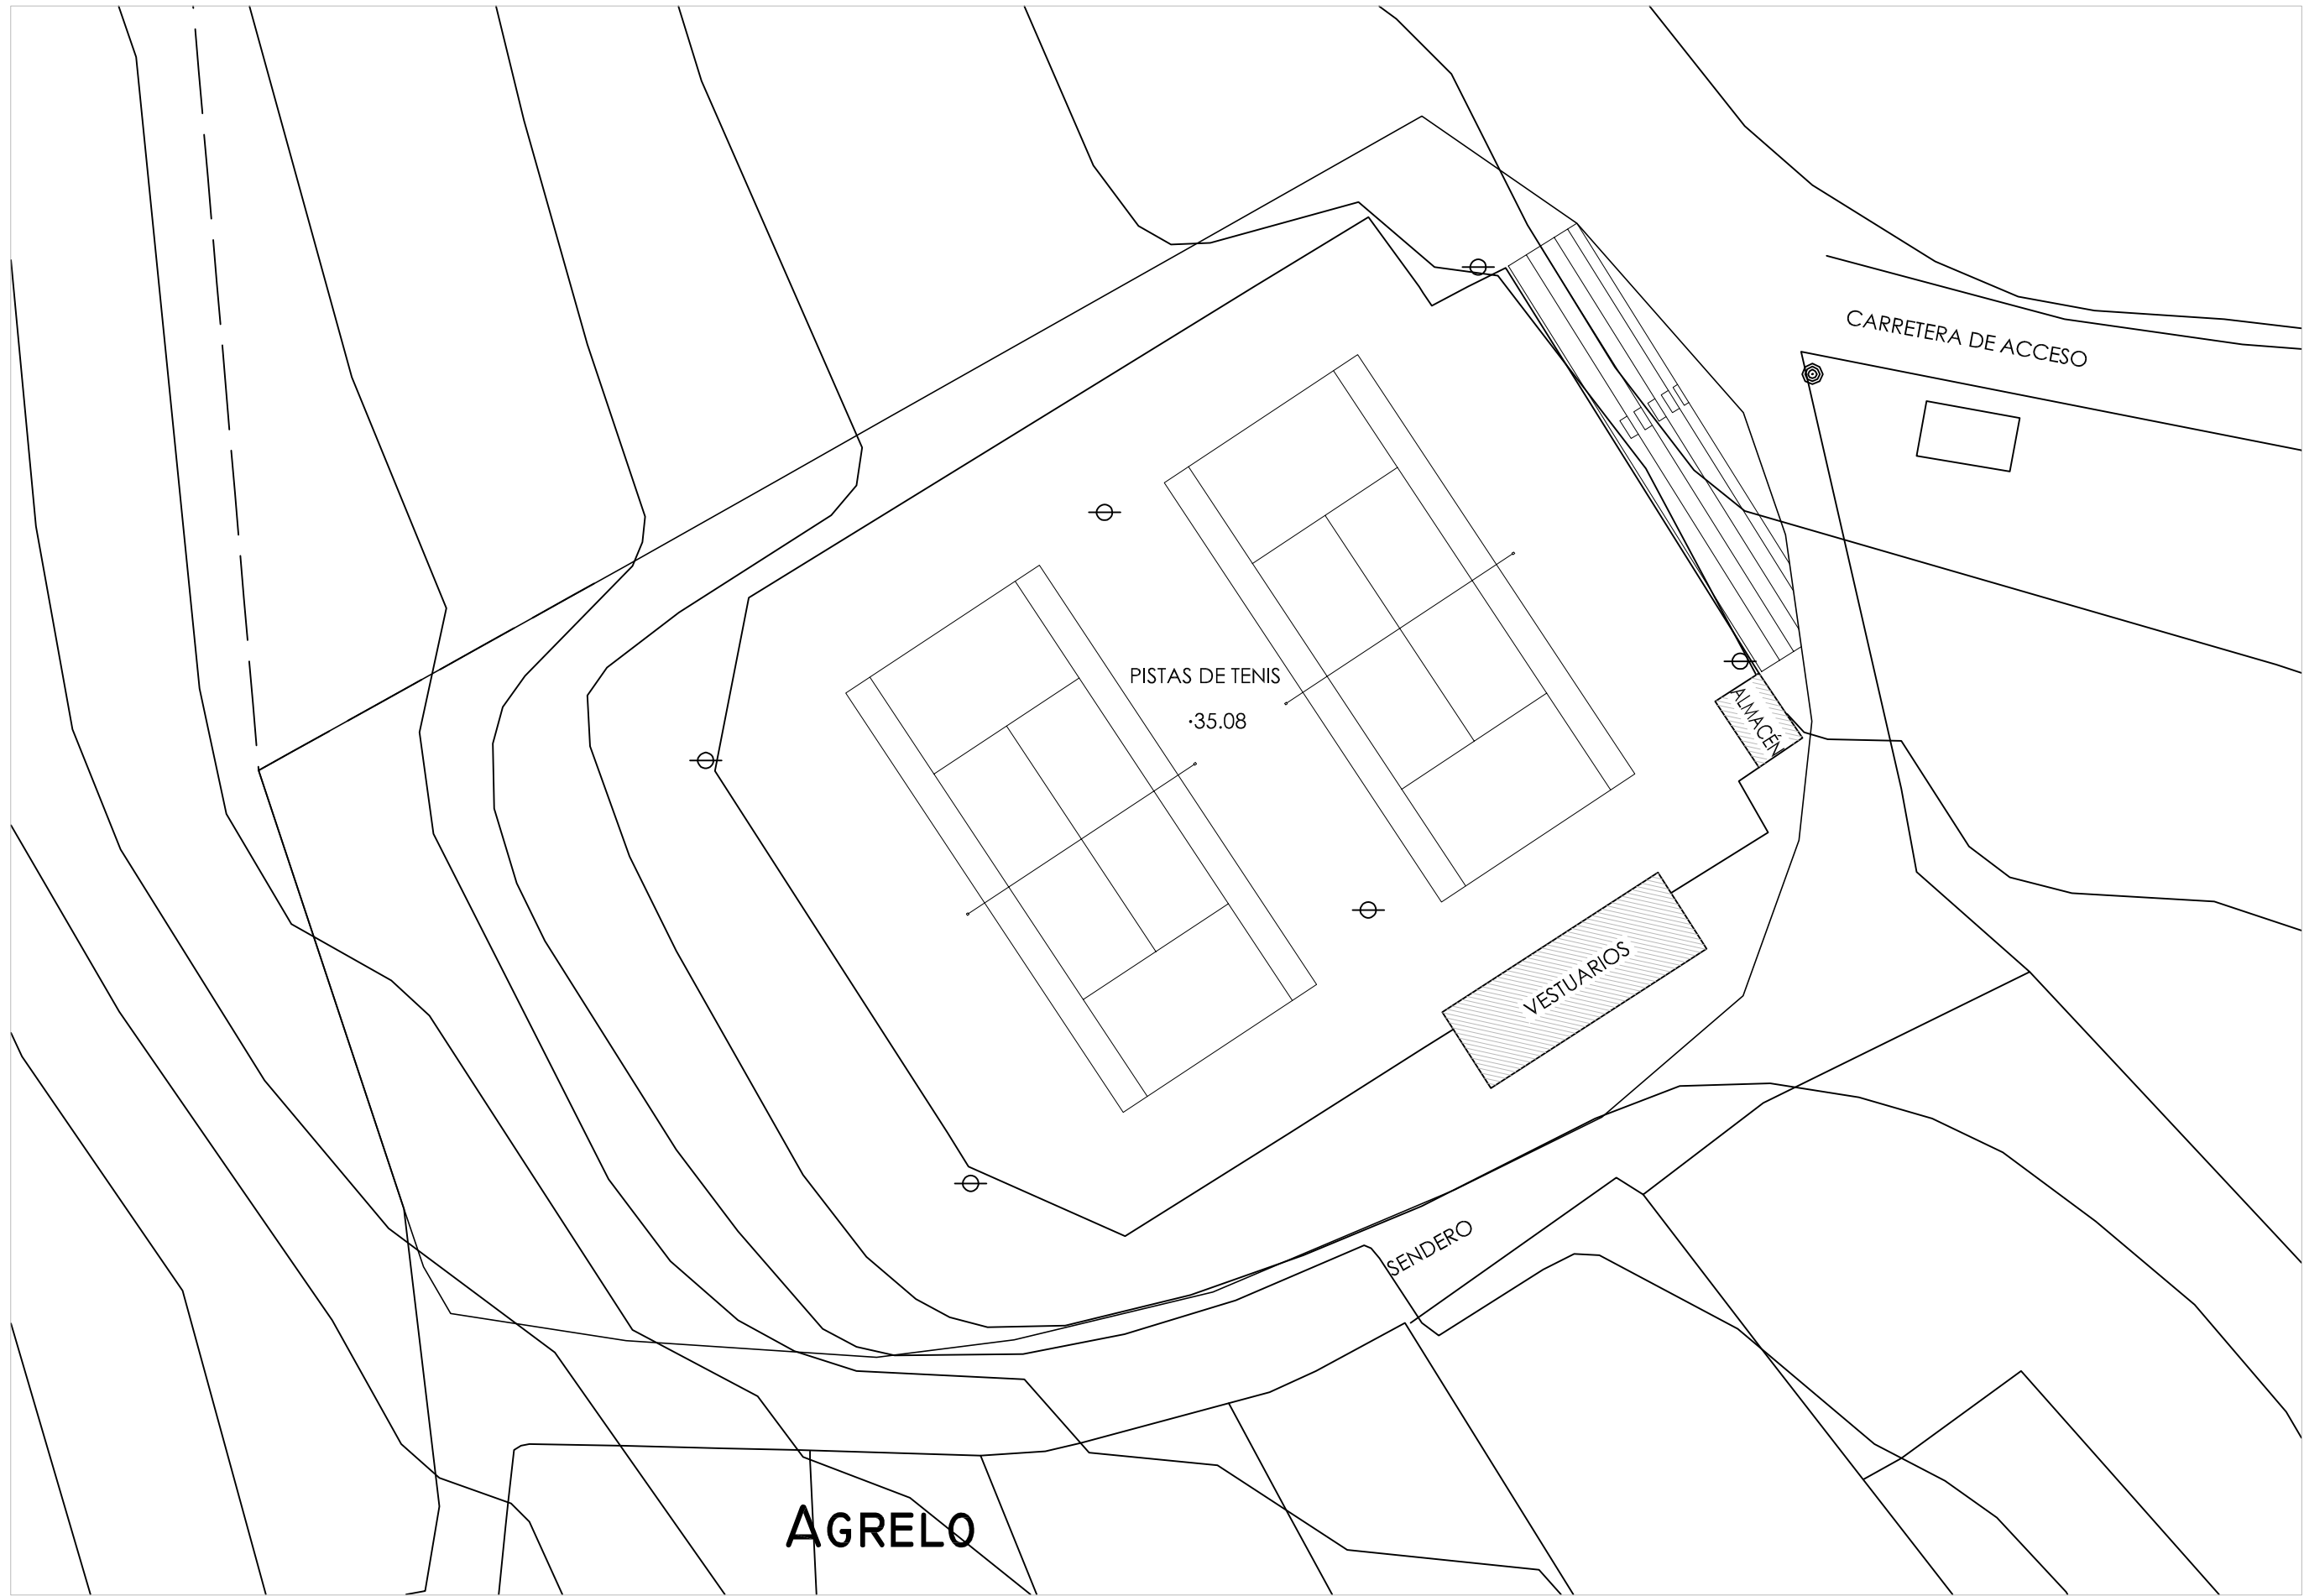 CARRETERA DE ACCESO
PISTAS DE TENIS
·35.08
ALMACÉN
VESTUARIOS
SENDERO
AGRELO